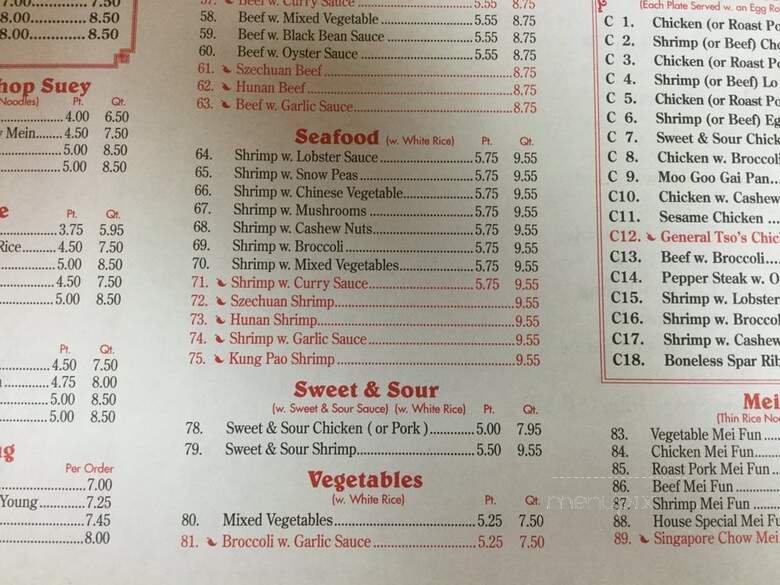 7.00 7.50
8.00 8.50
8.00 8.50
hop Suey
Noodles) Pt. Qt.
4.00 6.50
Mein 4.50 7.50
5.00 8.50
5.00 8.50
e Pt. Qt.
3.75 5.95
Rice 4.50 7.50
5.00 8.50
4.50 7.50
5.00 8.50
Pt. Qt.
4.50 7.50
4.75 8.00
5.00 8.50
5.00 8.50
Per Order
7.00
Young 7.25
7.45
8.00
57. Beef w. Curry Sauce 5.55 8.75
58. Beef w. Mixed Vegetable 5.55 8.75
59. Beef w. Black Bean Sauce 5.55 8.75
60. Beef w. Oyster Sauce 5.55 8.75
61. Szechuan Beef 8.75
62. Hunan Beef 8.75
63. Beef w. Garlic Sauce 8.75
Seafood (w. White Rice) Pt. Qt.
64. Shrimp w. Lobster Sauce 5.75 9.55
65. Shrimp w. Snow Peas 5.75 9.55
66. Shrimp w. Chinese Vegetable 5.75 9.55
67. Shrimp w. Mushrooms 5.75 9.55
68. Shrimp w. Cashew Nuts 5.75 9.55
69. Shrimp w. Broccoli 5.75 9.55
70. Shrimp w. Mixed Vegetables 5.75 9.55
71. Shrimp w. Curry Sauce 5.75 9.55
72. Szechuan Shrimp 9.55
73. Hunan Shrimp 9.55
74. Shrimp w. Garlic Sauce 9.55
75. Kung Pao Shrimp 9.55
Sweet & Sour
(w. Sweet & Sour Sauce) (w. White Rice) Pt. Qt.
78. Sweet & Sour Chicken ( or Pork ) 5.00 7.95
79. Sweet & Sour Shrimp 5.50 9.55
Vegetables
(w. White Rice) Pt. Qt.
80. Mixed Vegetables 5.25 7.50
81. Broccoli w. Garlic Sauce 5.25 7.50
(Each Plate Served w. an Egg Ro
C 1. Chicken (or Roast Po
C 2. Shrimp (or Beef) Cho
C 3. Chicken (or Roast Po
C 4. Shrimp (or Beef) Lo
C 5. Chicken (or Roast Po
C 6. Shrimp (or Beef) Eg
C 7. Sweet & Sour Chick
C 8. Chicken w. Broccoli
C 9. Moo Goo Gai Pan
C10. Chicken w. Cashew
C11. Sesame Chicken
C12. General Tso's Chic
C13. Beef w. Broccoli
C14. Pepper Steak w. O
C15. Shrimp w. Lobster
C16. Shrimp w. Broccol
C17. Shrimp w. Cashew
C18. Boneless Spar Rib
Mei
(Thin Rice Noo
83. Vegetable Mei Fun
84. Chicken Mei Fun
85. Roast Pork Mei Fun
86. Beef Mei Fun
87. Shrimp Mei Fun
88. House Special Mei Fu
89. Singapore Chow Mei
menupix